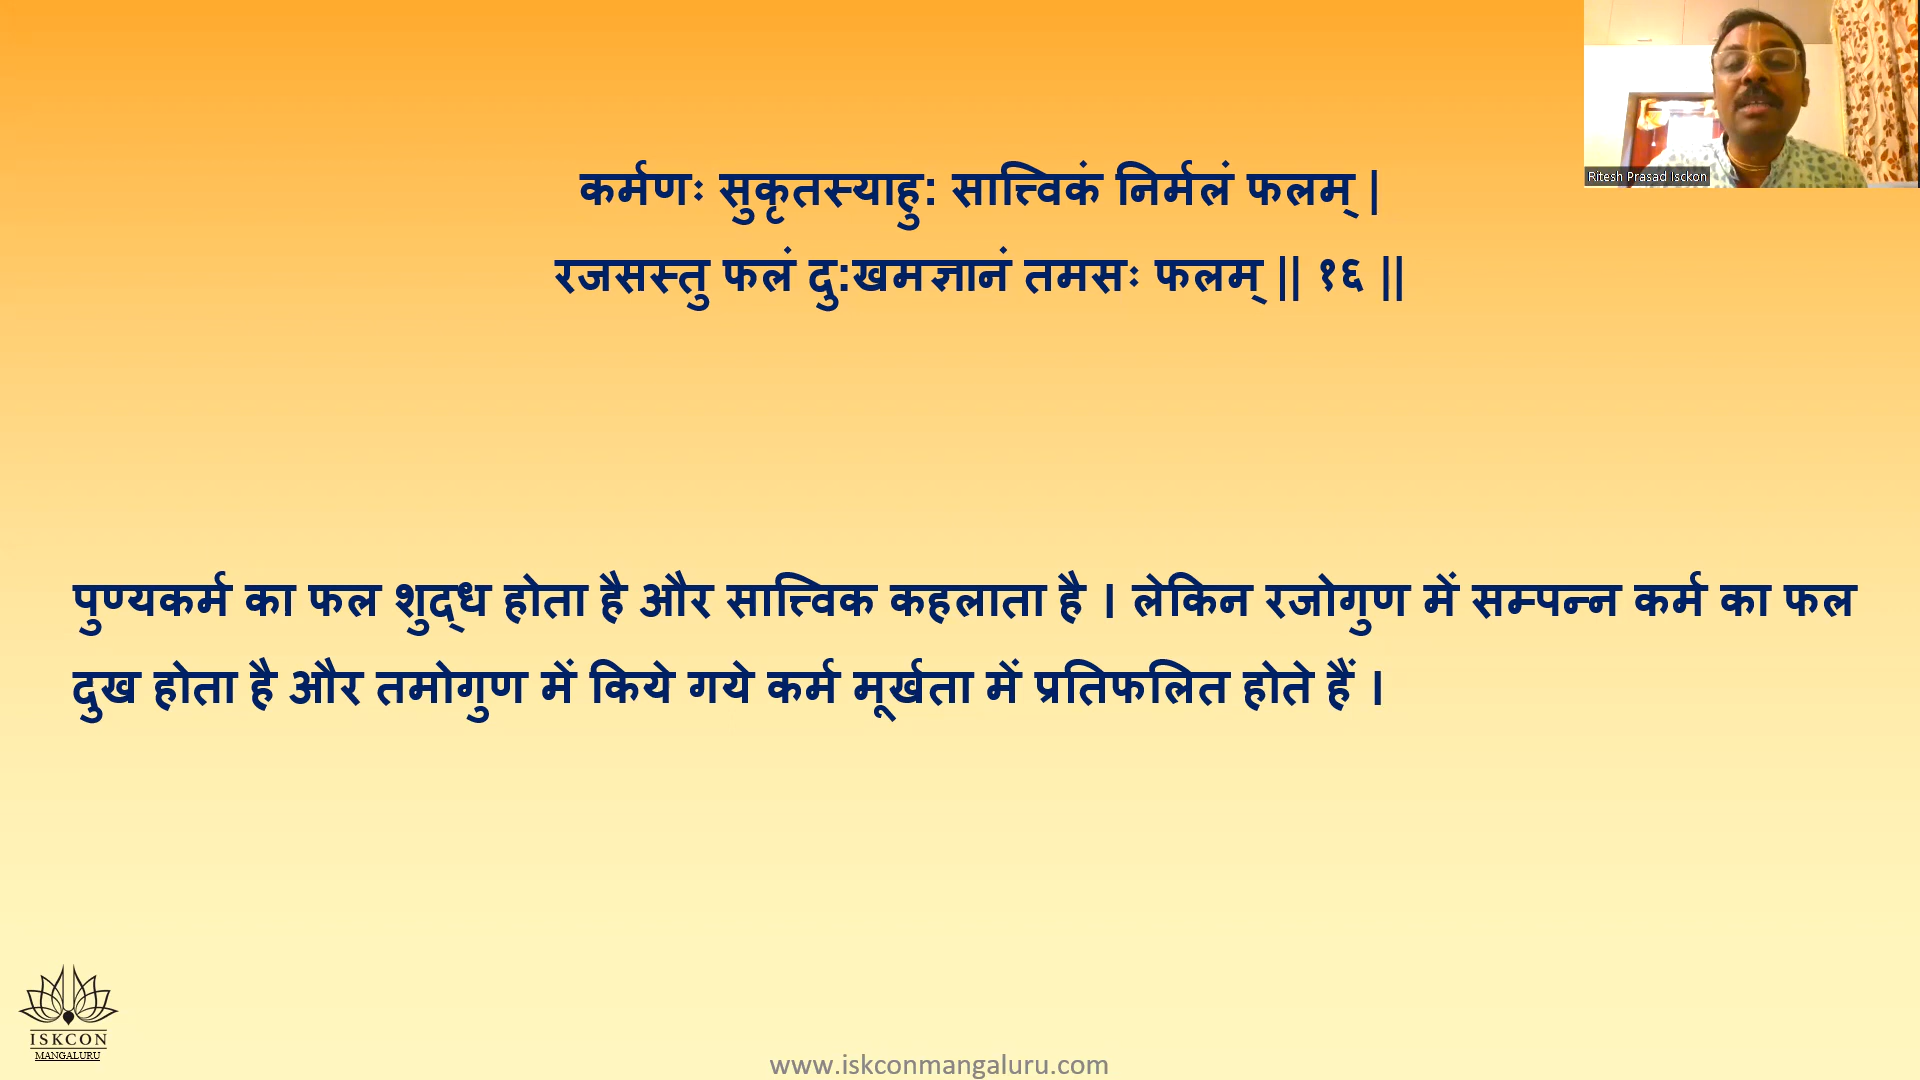 Ritesh Prasad Isckon
कर्मणः सुकृतस्याहु: सात्त्विकं निर्मलं फलम् |
रजसस्तु फलं दु:खमज्ञानं तमसः फलम् || १६ ||
पुण्यकर्म का फल शुद्ध होता है और सात्त्विक कहलाता है । लेकिन रजोगुण में सम्पन्न कर्म का फल
दुख होता है और तमोगुण में किये गये कर्म मूर्खता में प्रतिफलित होते हैं ।
ISKCON
MANGALURU
www.iskconmangaluru.com